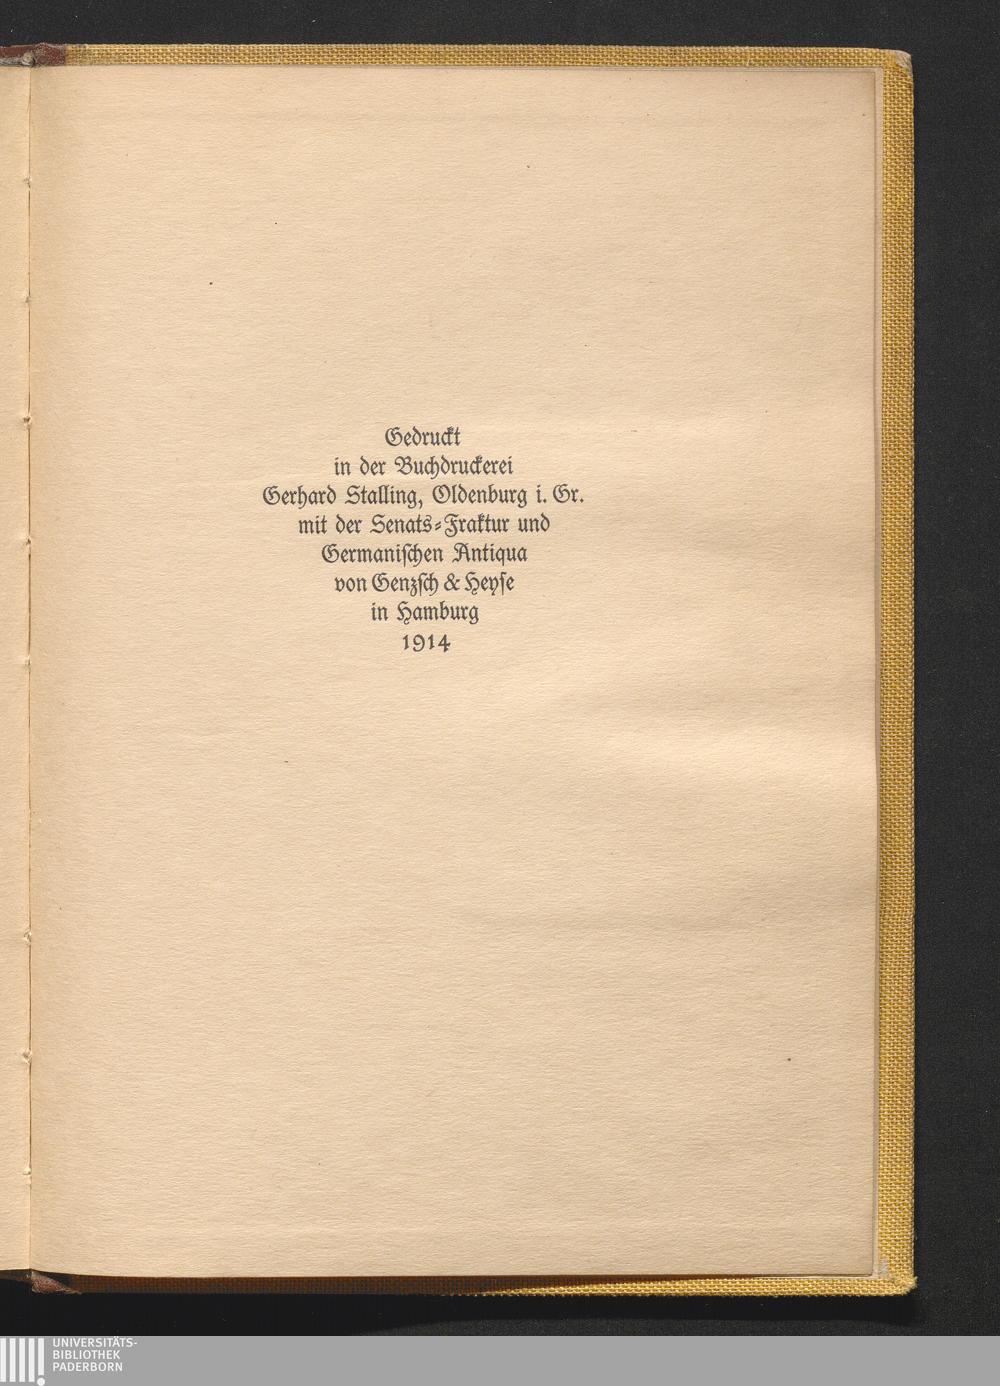 Gedruckt
in der Buchdruckerei
Gerhard Stalling, Oldenburg i. Gr.
mit der Senats-Fraktur und
Germaniſchen Antiqua
von Genzſch & Heyſe
in Hamburg
1914
UNIVERSITÄTS-
BIBLIOTHEK
PADERBORN